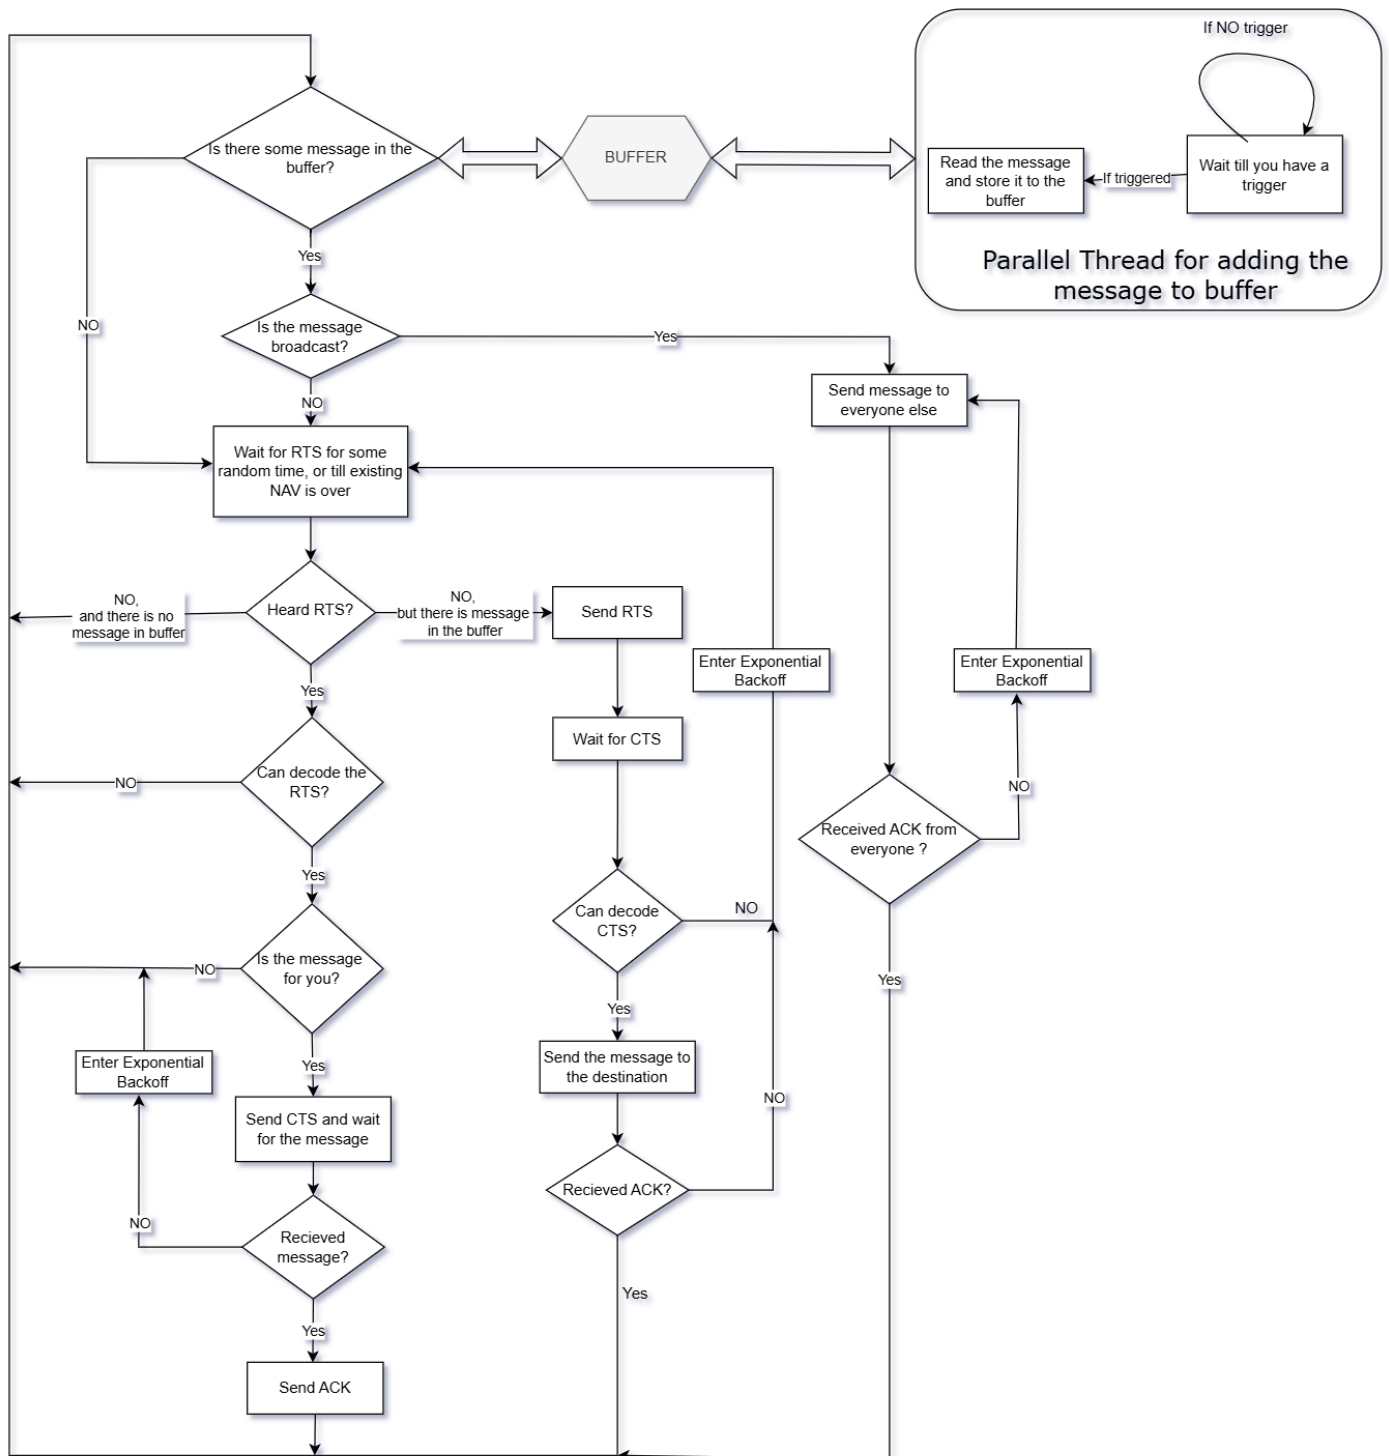 If NO trigger
Is there some message in the
buffer?
BUFFER
Read the message
and store it to the
buffer
If triggered
Wait till you have a
trigger
Parallel Thread for adding the
message to buffer
Yes
NO
Is the message
broadcast?
Yes
NO
Send message to
everyone else
Wait for RTS for some
random time, or till existing
NAV is over
NO,
and there is no
message in buffer
Heard RTS?
NO,
but there is message
in the buffer
Send RTS
Enter Exponential
Backoff
Enter Exponential
Backoff
Yes
Wait for CTS
Can decode the
RTS?
NO
NO
Received ACK from
everyone ?
Yes
Can decode
CTS?
NO
Is the message
for you?
NO
Yes
Yes
Enter Exponential
Backoff
Yes
Send the message to
the destination
NO
Send CTS and wait
for the message
Recieved ACK?
NO
Recieved
message?
Yes
Yes
Send ACK